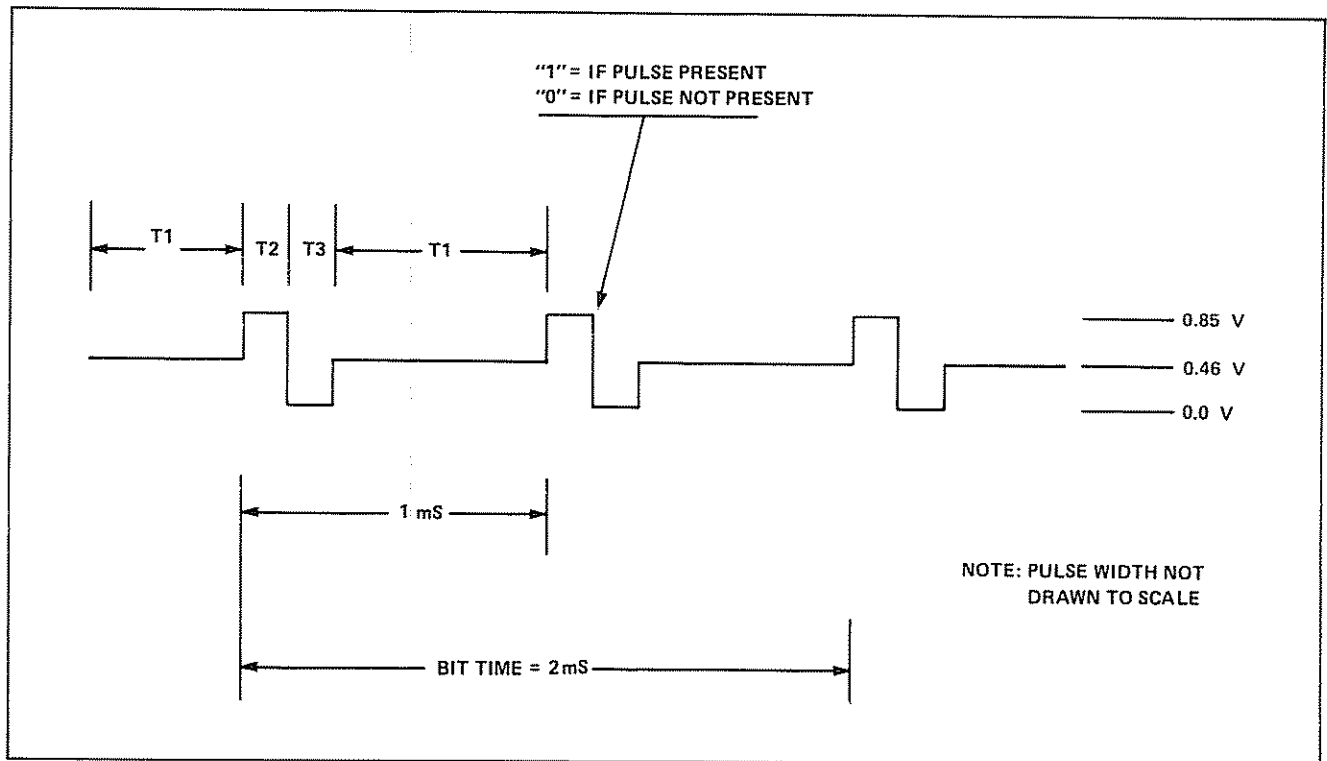 "1" = IF PULSE PRESENT
"0" = IF PULSE NOT PRESENT
T1
T2
T3
T1
0.85 V
0.46 V
0.0 V
1 mS
NOTE: PULSE WIDTH NOT
DRAWN TO SCALE
BIT TIME = 2mS